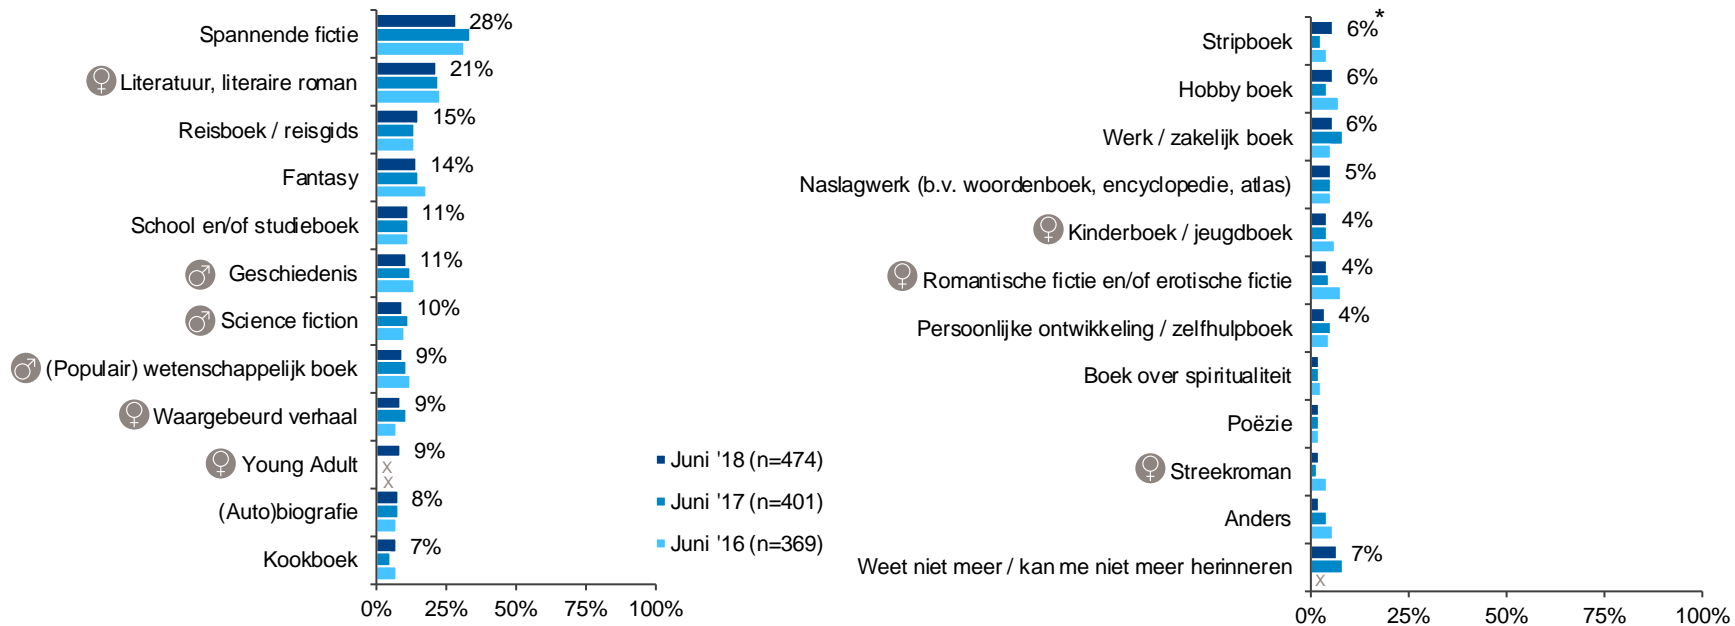 Spannende fictie 28%
Literatuur, literaire roman 21%
Reisboek / reisgids 15%
Fantasy 14%
School en/of studieboek 11%
Geschiedenis 11%
Science fiction 10%
(Populair) wetenschappelijk boek 9%
Waargebeurd verhaal 9%
Young Adult 9%
x
x
(Auto)biografie 8%
Kookboek 7%
0% 25% 50% 75% 100%
Juni '18 (n=474)
Juni '17 (n=401)
Juni '16 (n=369)
Stripboek 6%*
Hobby boek 6%
Werk / zakelijk boek 6%
Naslagwerk (b.v. woordenboek, encyclopedie, atlas) 5%
Kinderboek / jeugdboek 4%
Romantische fictie en/of erotische fictie 4%
Persoonlijke ontwikkeling / zelfhulpboek 4%
Boek over spiritualiteit
Poëzie
Streekroman
Anders
Weet niet meer / kan me niet meer herinneren 7%
x
0% 25% 50% 75% 100%